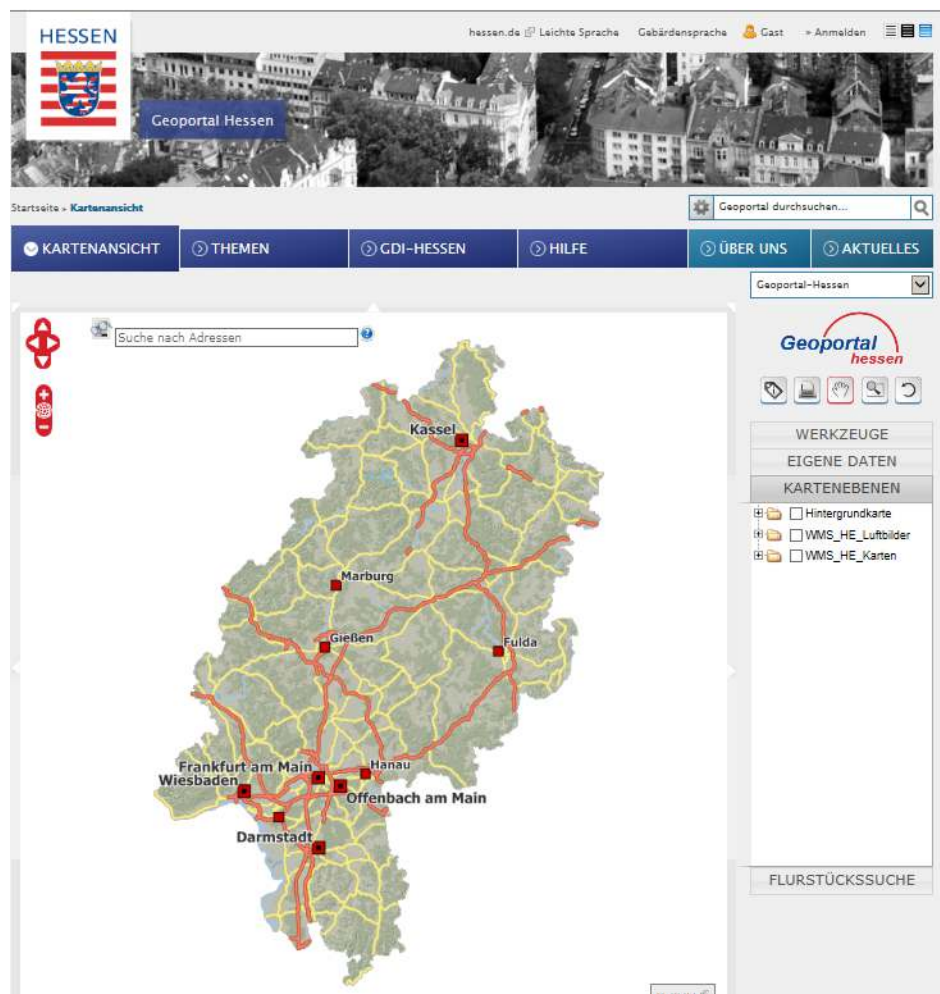 HESSEN
hessen.de Leichte Sprache Gebärdensprache Gast » Anmelden
Geoportal Hessen
Startseite » Kartenansicht
Geoportal durchsuchen...
KARTENANSICHT THEMEN GDI-HESSEN HILFE ÜBER UNS AKTUELLES
Geoportal-Hessen
Suche nach Adressen
Geoportal
hessen
WERKZEUGE
EIGENE DATEN
KARTENEBENEN
Hintergrundkarte
WMS_HE_Luftbilder
WMS_HE_Karten
Kassel
Marburg
Gießen
Fulda
Frankfurt am Main
Hanau
Wiesbaden
Offenbach am Main
Darmstadt
FLURSTÜCKSSUCHE